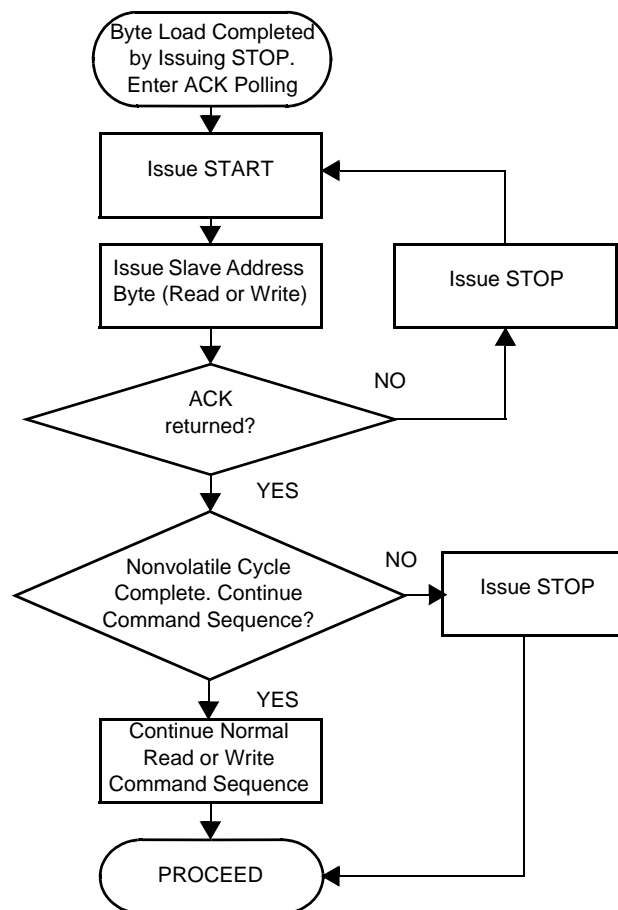 Byte Load Completed
by Issuing STOP.
Enter ACK Polling
Issue START
Issue Slave Address
Byte (Read or Write)
Issue STOP
ACK
returned?
NO
YES
Nonvolatile Cycle
Complete. Continue
Command Sequence?
NO
Issue STOP
YES
Continue Normal
Read or Write
Command Sequence
PROCEED